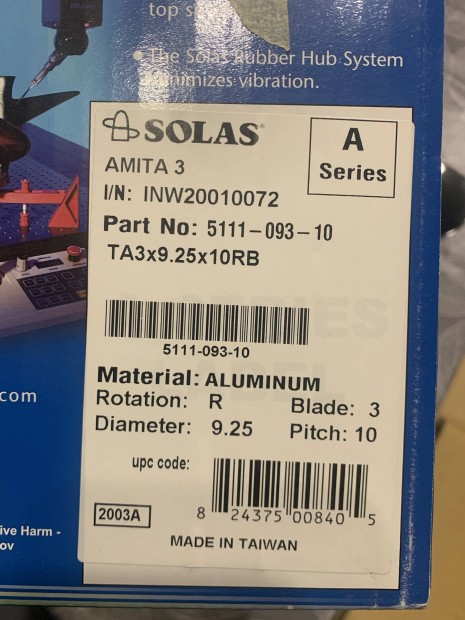 top
• The Solas Rubber Hub System
minimizes vibration.
SOLAS®
A
Series
AMITA 3
I/N: INW20010072
Part No: 5111-093-10
TA3x9.25x10RB
5111-093-10
Material: ALUMINUM
Rotation: R Blade: 3
Diameter: 9.25 Pitch: 10
upc code:
8 24375 00840 5
2003A
MADE IN TAIWAN
com
ive Harm -
ov